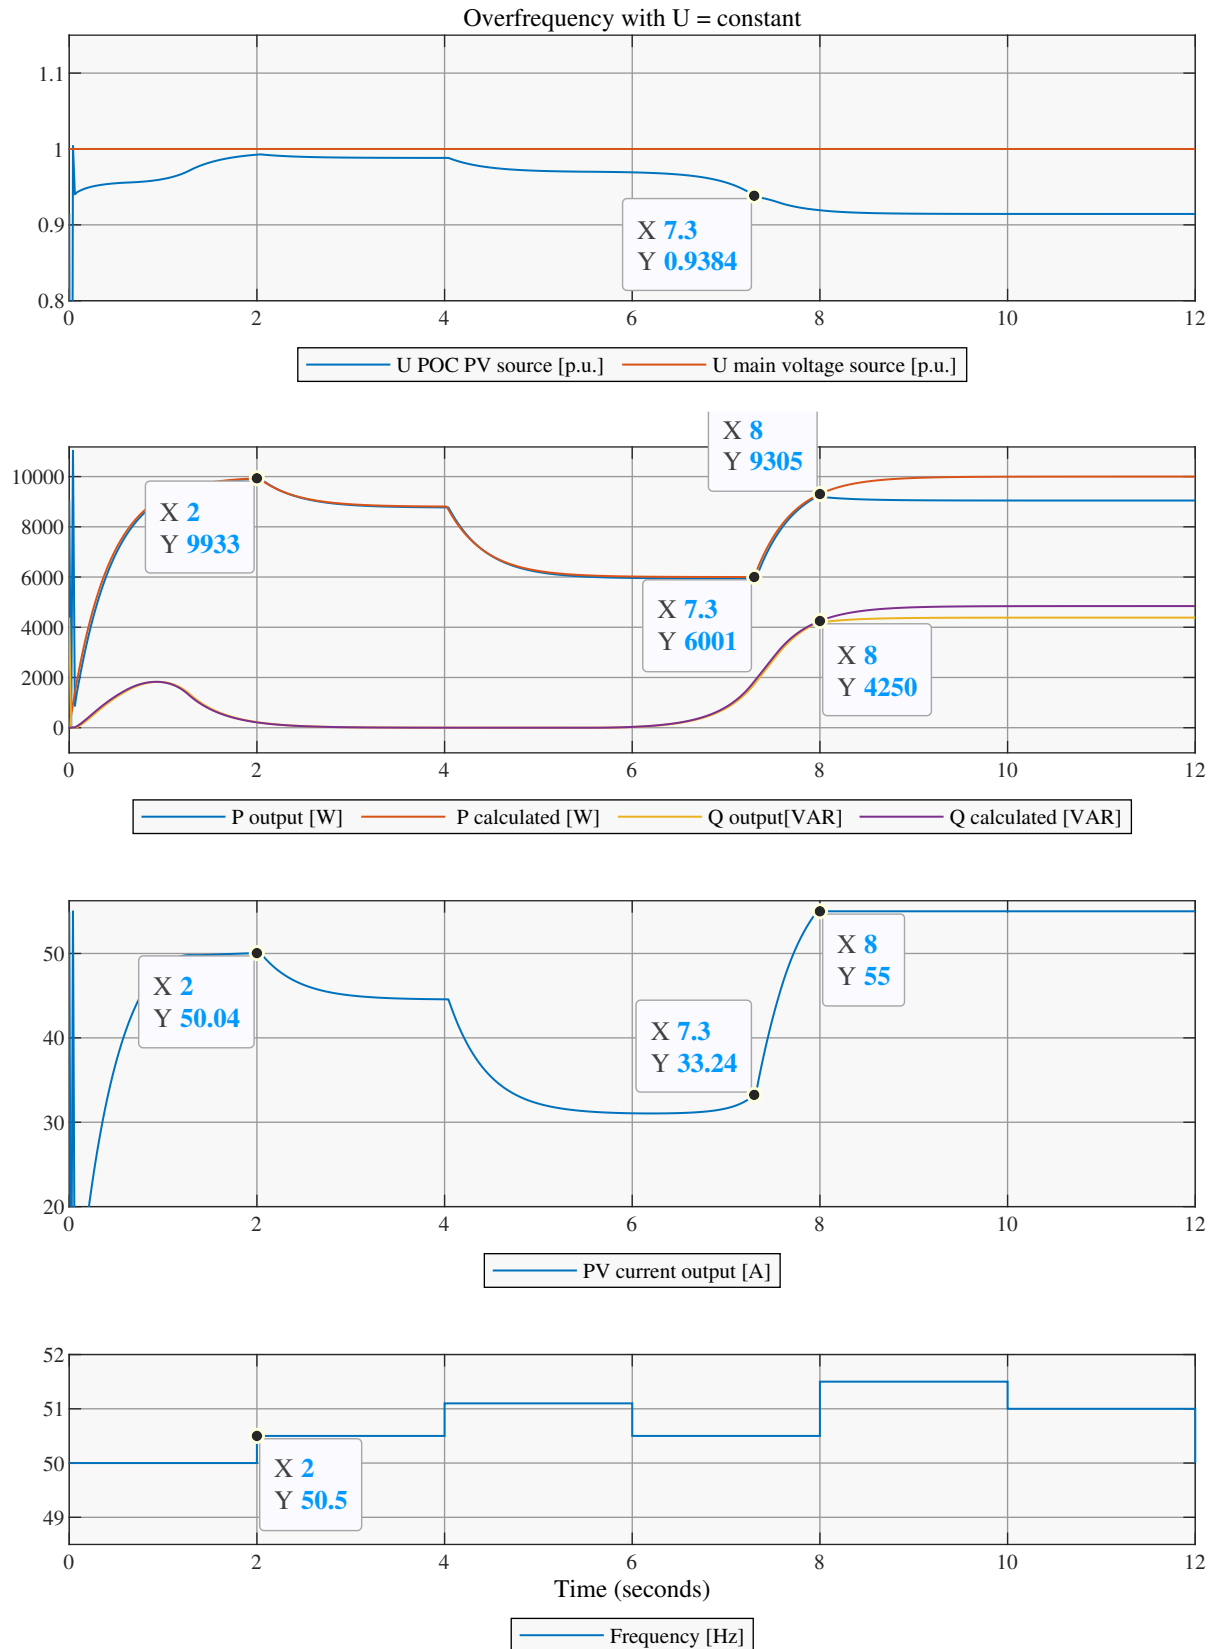 Overfrequency with U = constant
1.1
1
0.9
0.8
X 7.3
Y 0.9384
0 2 4 6 8 10 12
U POC PV source [p.u.] U main voltage source [p.u.]
X 8
Y 9305
10000
8000
6000
4000
2000
0
X 2
Y 9933
X 7.3
Y 6001
X 8
Y 4250
0 2 4 6 8 10 12
P output [W] P calculated [W] Q output[VAR] Q calculated [VAR]
50
40
30
20
X 2
Y 50.04
X 7.3
Y 33.24
X 8
Y 55
0 2 4 6 8 10 12
PV current output [A]
52
51
50
49
X 2
Y 50.5
0 2 4 6 8 10 12
Time (seconds)
Frequency [Hz]